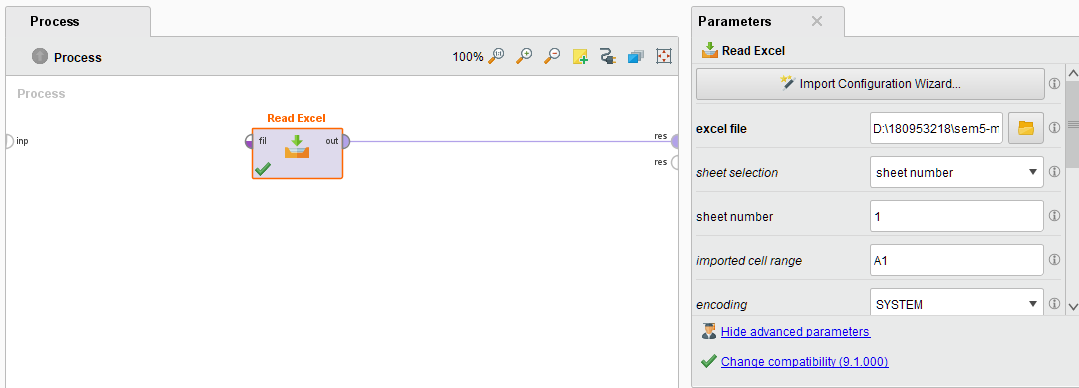 Process
Process
100%
Process
Read Excel
inp
fil
out
res
res
Parameters
Read Excel
Import Configuration Wizard...
excel file
D:\180953218\sem5-m
sheet selection
sheet number
sheet number
1
imported cell range
A1
encoding
SYSTEM
Hide advanced parameters
Change compatibility (9.1.000)